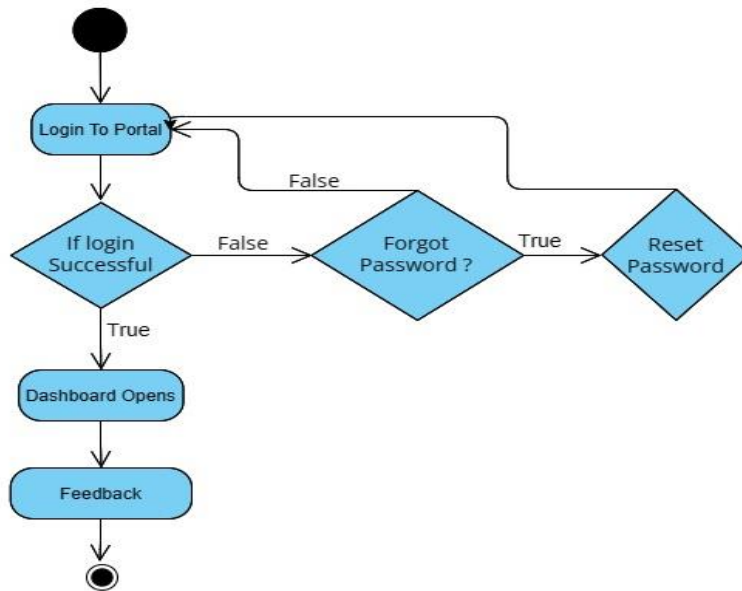 Login To Portal
False
If login
Successful
False
Forgot
Password ?
True
Reset
Password
True
Dashboard Opens
Feedback